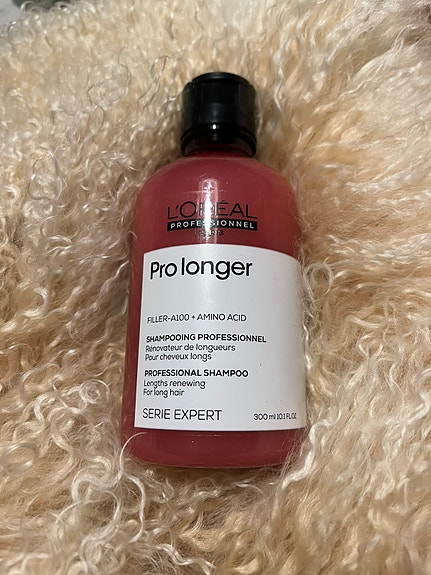 L'ORÉAL
PROFESSIONNEL
PARIS
Pro longer
FILLER-A100 + AMINO ACID
SHAMPOOING PROFESSIONNEL
Rénovateur de longueurs
Pour cheveux longs
PROFESSIONAL SHAMPOO
Lengths renewing
For long hair
SERIE EXPERT
300 ml 10.1 FL.OZ